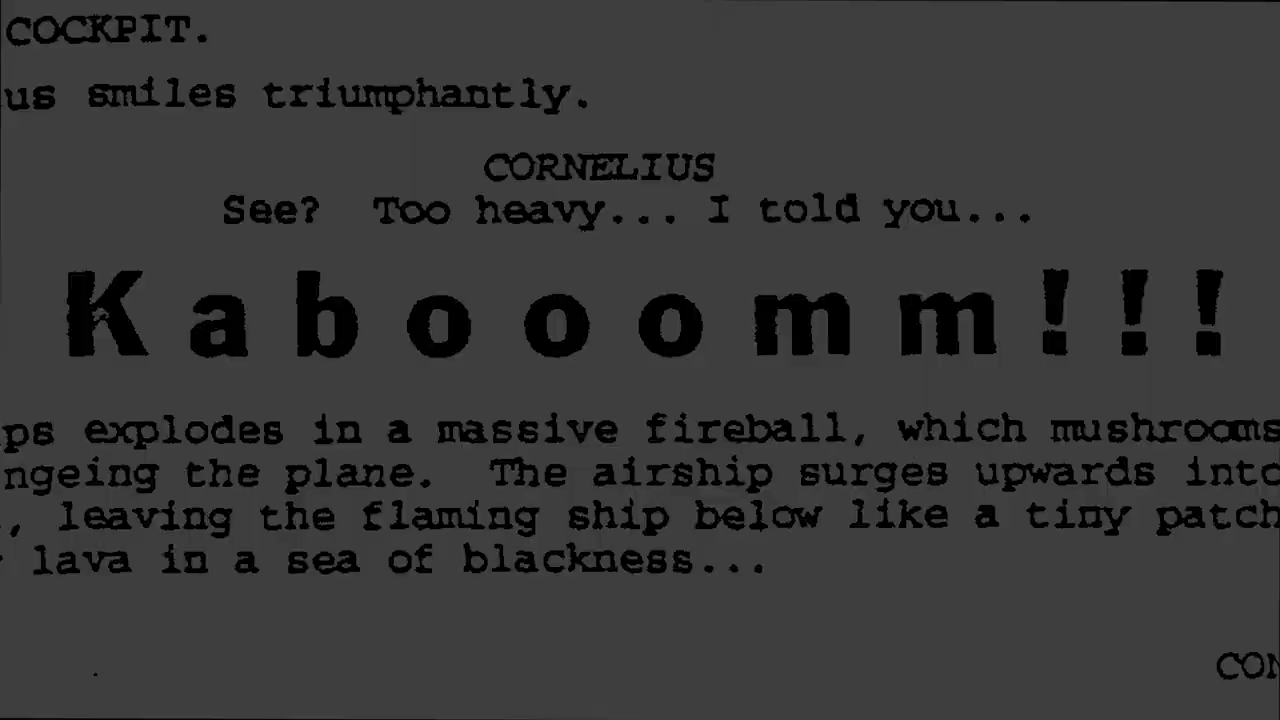 COCKPIT.
us smiles triumphantly.
CORNELIUS
See? Too heavy... I told you...
Kabooomm!!!
ps explodes in a massive fireball, which mushrooms
ngeing the plane. The airship surges upwards into
, leaving the flaming ship below like a tiny patch
lava in a sea of blackness...
CON